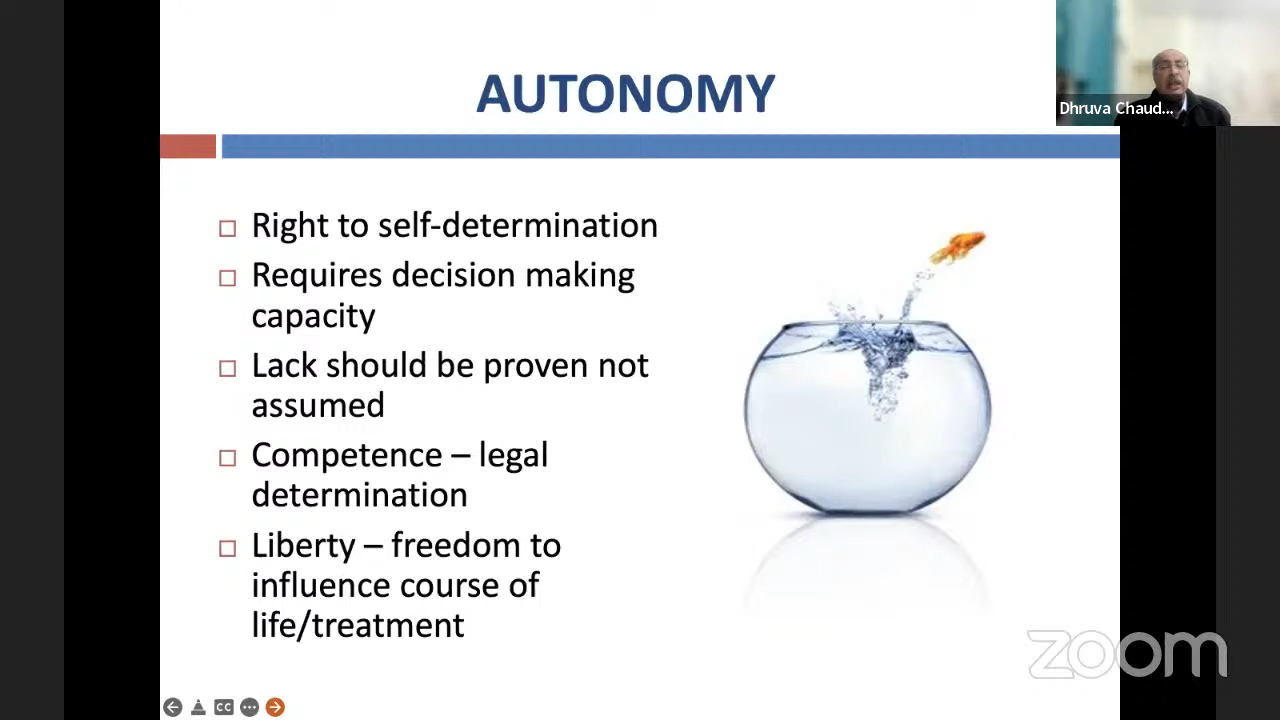 AUTONOMY
Dhruva Chaud...
Right to self-determination
Requires decision making
capacity
Lack should be proven not
assumed
Competence – legal
determination
Liberty – freedom to
influence course of
life/treatment
zoom
CC